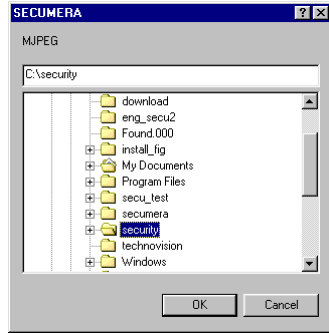 SECUMERA
MJPEG
C:\security
download
eng_secu2
Found.000
install_fig
My Documents
Program Files
secu_test
secumera
security
technovision
Windows
OK Cancel